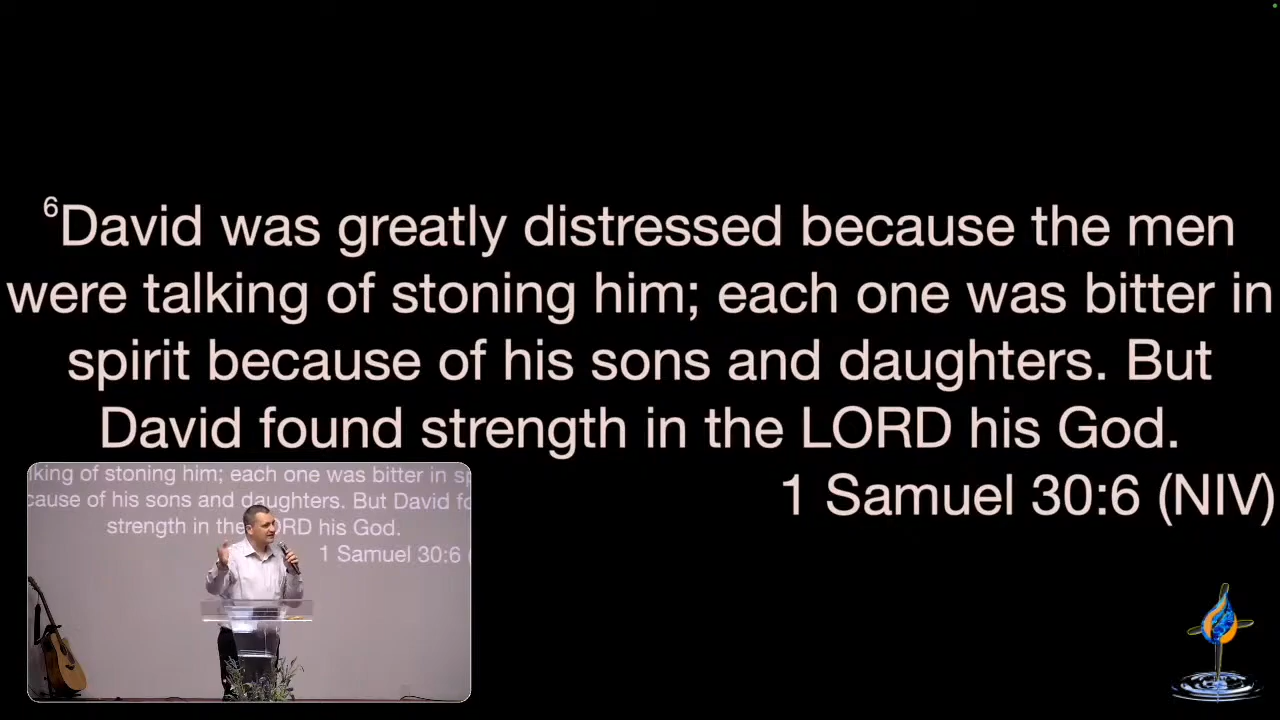 ⁶David was greatly distressed because the men
were talking of stoning him; each one was bitter in
spirit because of his sons and daughters. But
David found strength in the LORD his God.
1 Samuel 30:6 (NIV)
lking of stoning him; each one was bitter in sp
cause of his sons and daughters. But David fo
strength in the LORD his God.
1 Samuel 30:6 (